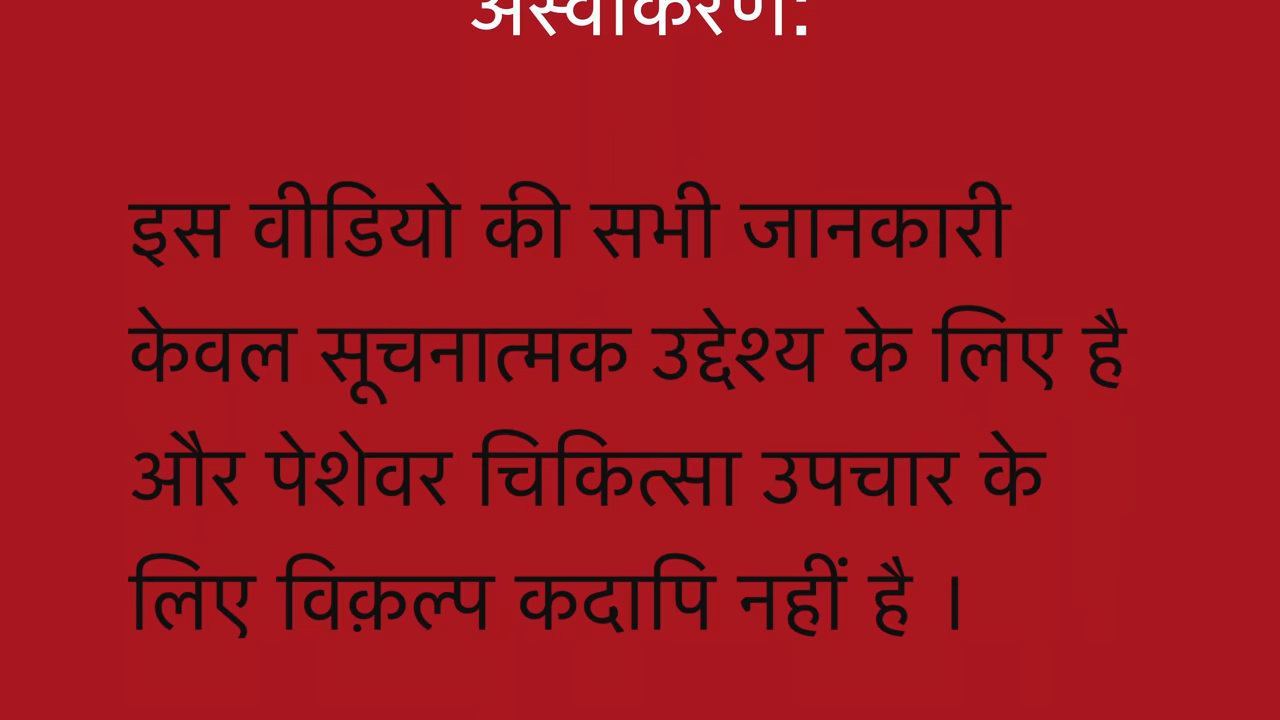 अस्वीकरण:
इस वीडियो की सभी जानकारी
केवल सूचनात्मक उद्देश्य के लिए है
और पेशेवर चिकित्सा उपचार के
लिए विक़ल्प कदापि नहीं है ।